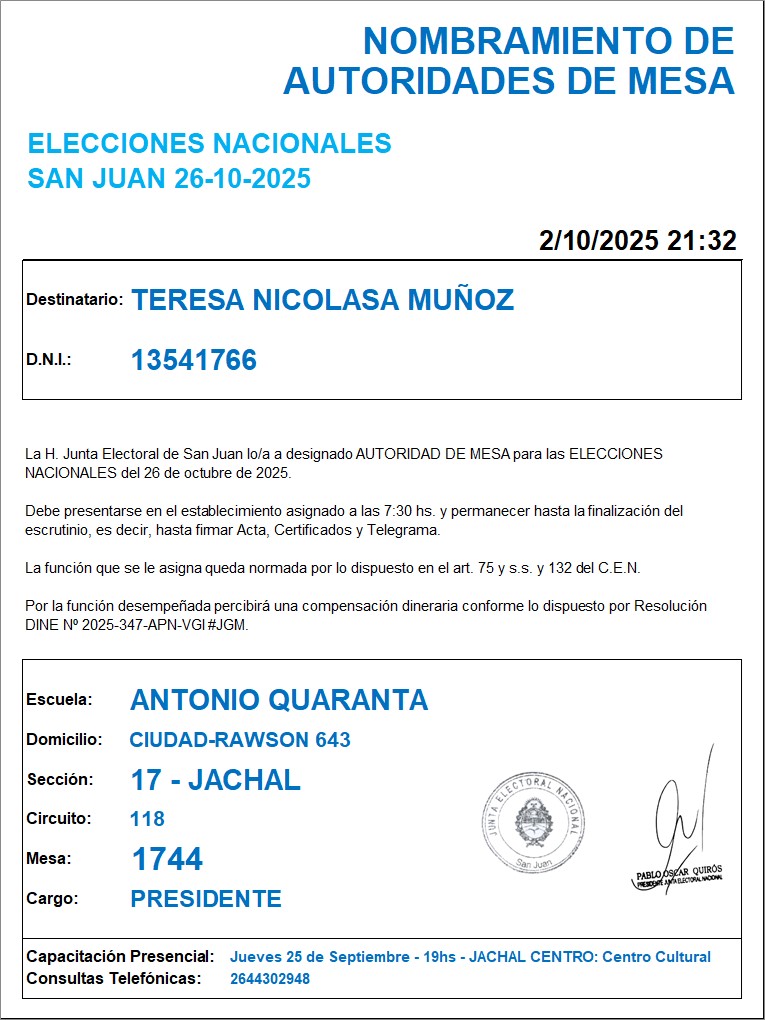 NOMBRAMIENTO DE
AUTORIDADES DE MESA
ELECCIONES NACIONALES
SAN JUAN 26-10-2025
2/10/2025 21:32
Destinatario: TERESA NICOLASA MUÑOZ
D.N.I.: 13541766
La H. Junta Electoral de San Juan lo/a a designado AUTORIDAD DE MESA para las ELECCIONES
NACIONALES del 26 de octubre de 2025.
Debe presentarse en el establecimiento asignado a las 7:30 hs. y permanecer hasta la finalización del
escrutinio, es decir, hasta firmar Acta, Certificados y Telegrama.
La función que se le asigna queda normada por lo dispuesto en el art. 75 y s.s. y 132 del C.E.N.
Por la función desempeñada percibirá una compensación dineraria conforme lo dispuesto por Resolución
DINE Nº 2025-347-APN-VGI#JGM.
Escuela: ANTONIO QUARANTA
Domicilio: CIUDAD-RAWSON 643
Sección: 17 - JACHAL
Circuito: 118
Mesa: 1744
Cargo: PRESIDENTE
JUNTA ELECTORAL NACIONAL
San Juan
PABLO OSCAR QUIRÓS
PRESIDENTE JUNTA ELECTORAL NACIONAL
Capacitación Presencial: Jueves 25 de Septiembre - 19hs - JACHAL CENTRO: Centro Cultural
Consultas Telefónicas: 2644302948